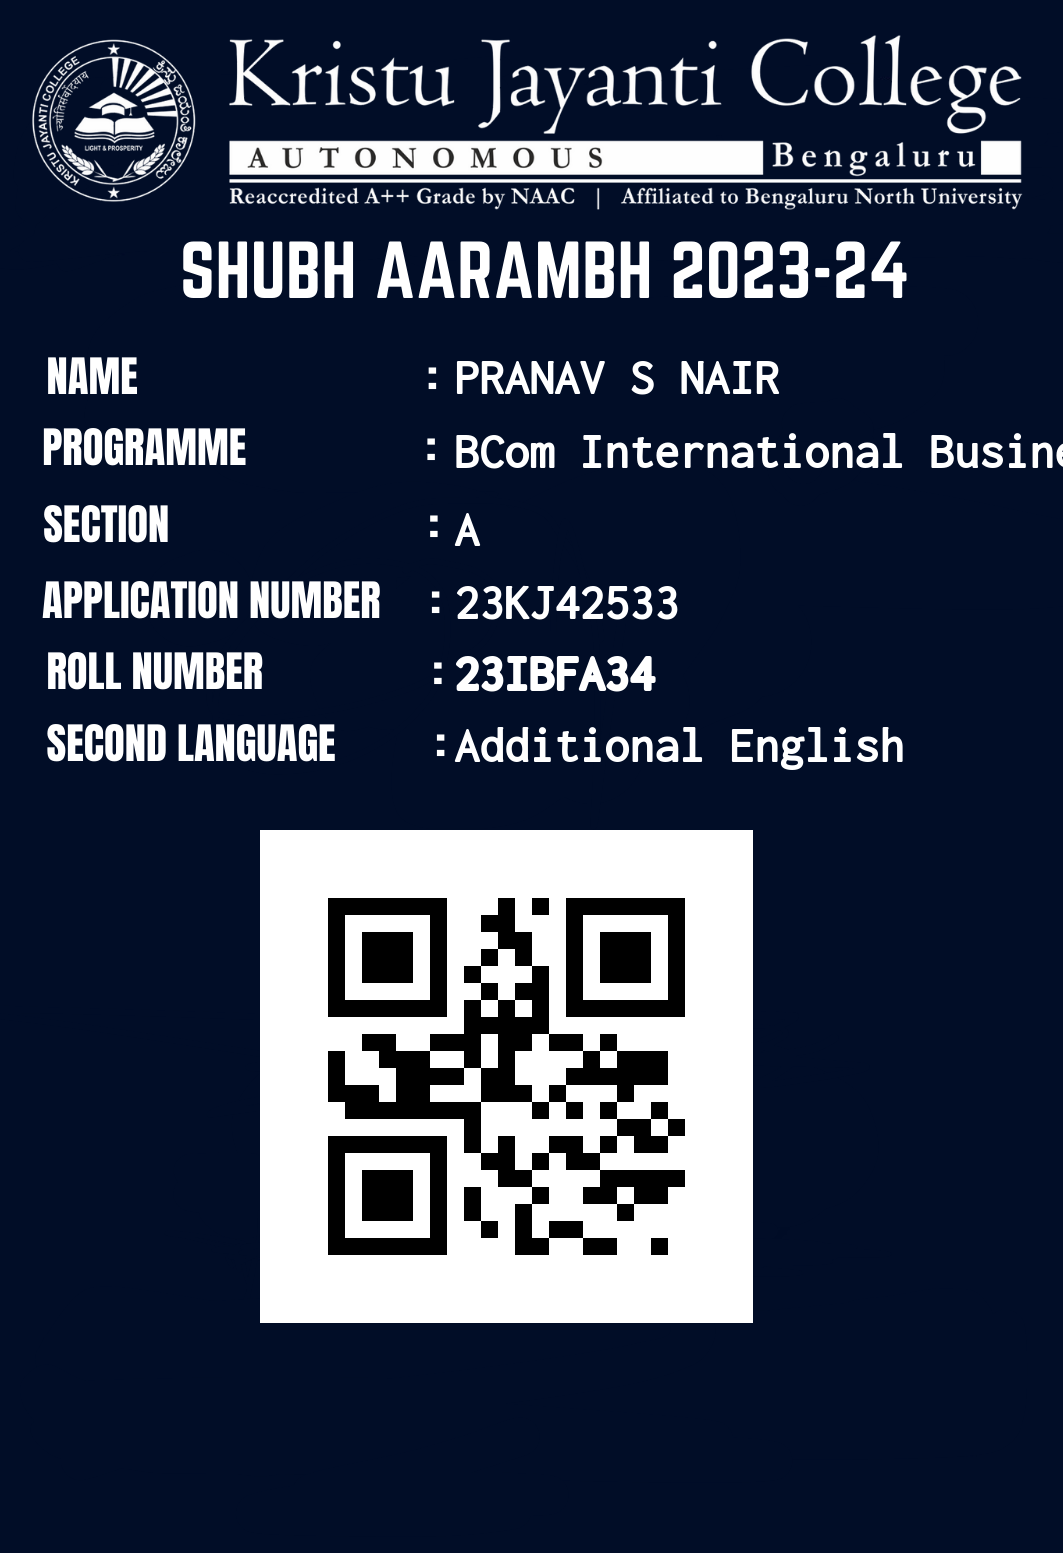 Kristu Jayanti College
AUTONOMOUS Bengaluru
Reaccredited A++ Grade by NAAC | Affiliated to Bengaluru North University
KRISTU JAYANTI COLLEGE
LIGHT & PROSPERITY
SHUBH AARAMBH 2023-24
NAME : PRANAV S NAIR
PROGRAMME : BCom International Busine
SECTION : A
APPLICATION NUMBER : 23KJ42533
ROLL NUMBER : 23IBFA34
SECOND LANGUAGE : Additional English